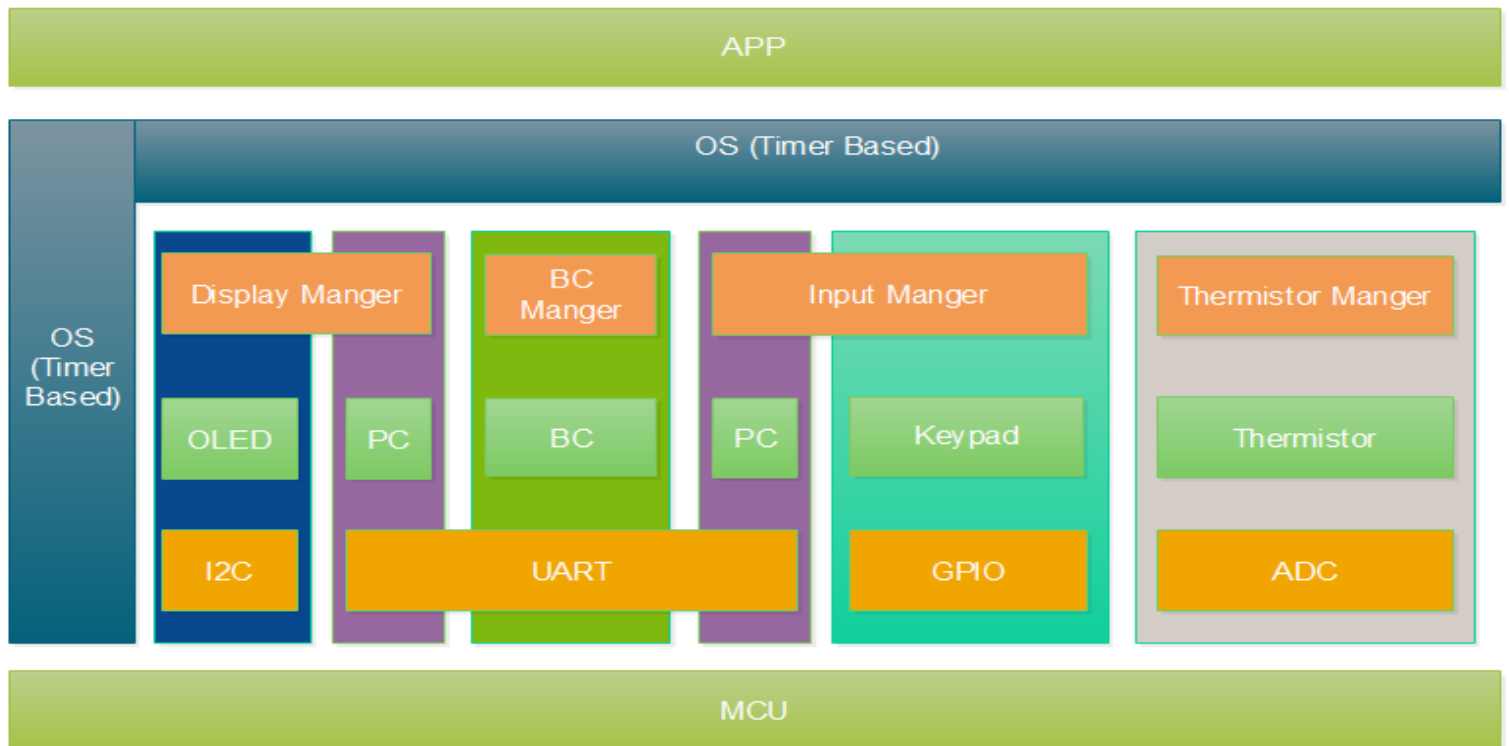 APP
OS (Timer Based)
OS
(Timer
Based)
Display Manger
BC
Manger
Input Manger
Thermistor Manger
OLED
PC
BC
PC
Keypad
Thermistor
I2C
UART
GPIO
ADC
MCU